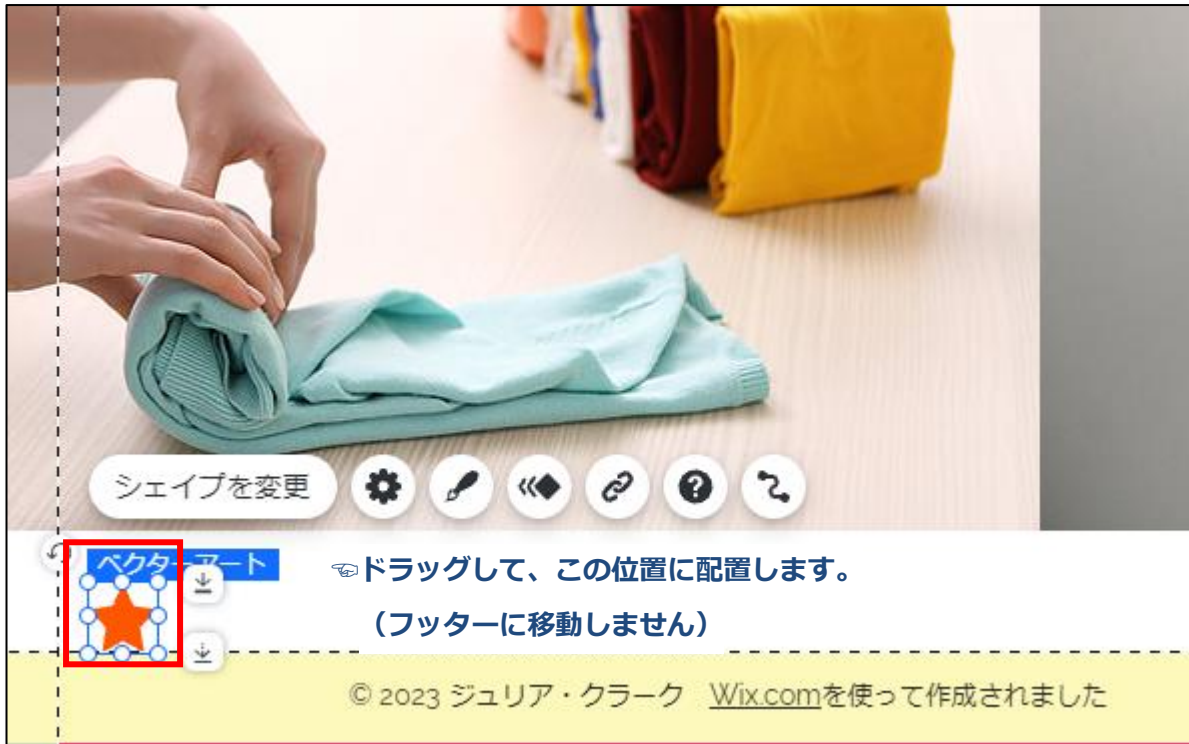 シェイプを変更
ベクターアート
☜ドラッグして、この位置に配置します。
（フッターに移動しません）
© 2023 ジュリア・クラーク Wix.comを使って作成されました